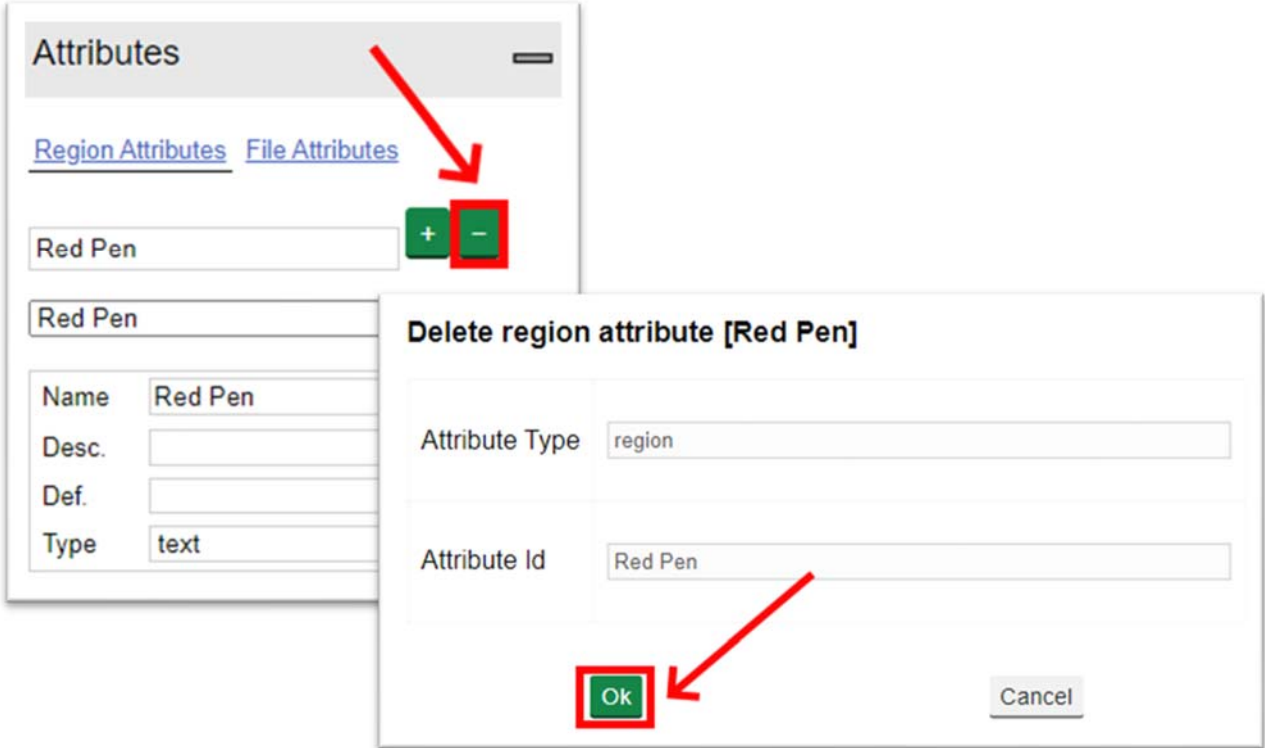 Attributes
Region Attributes File Attributes
Red Pen + −
Red Pen
Name Red Pen
Desc.
Def.
Type text
Delete region attribute [Red Pen]
Attribute Type region
Attribute Id Red Pen
Ok Cancel